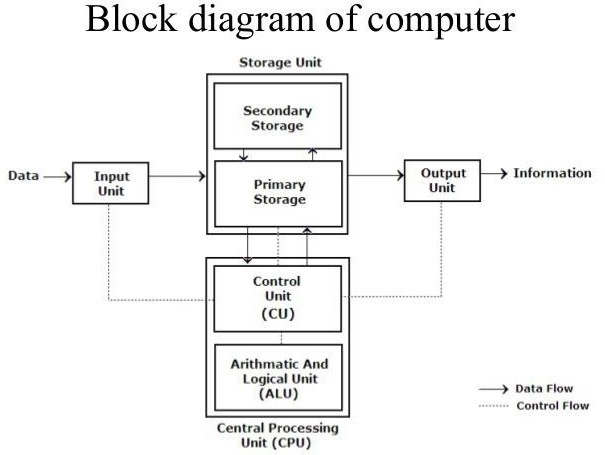 Block diagram of computer
Storage Unit
Secondary
Storage
Data
Input
Unit
Primary
Storage
Output
Unit
Information
Control
Unit
(CU)
Arithmatic And
Logical Unit
(ALU)
Central Processing
Unit (CPU)
Data Flow
Control Flow